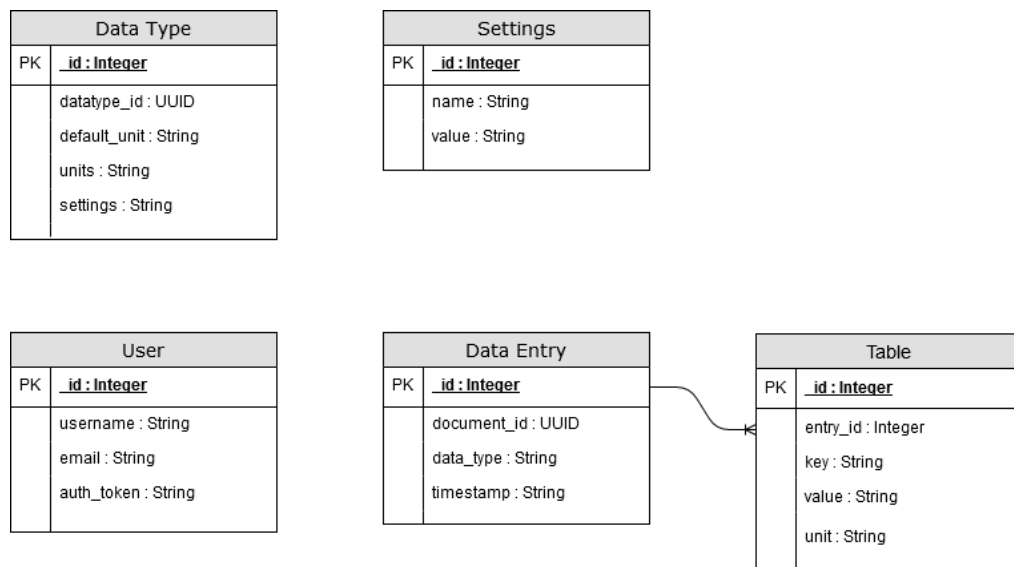 Data Type
PK _id : Integer
datatype_id : UUID
default_unit : String
units : String
settings : String
Settings
PK _id : Integer
name : String
value : String
User
PK _id : Integer
username : String
email : String
auth_token : String
Data Entry
PK _id : Integer
document_id : UUID
data_type : String
timestamp : String
Table
PK _id : Integer
entry_id : Integer
key : String
value : String
unit : String